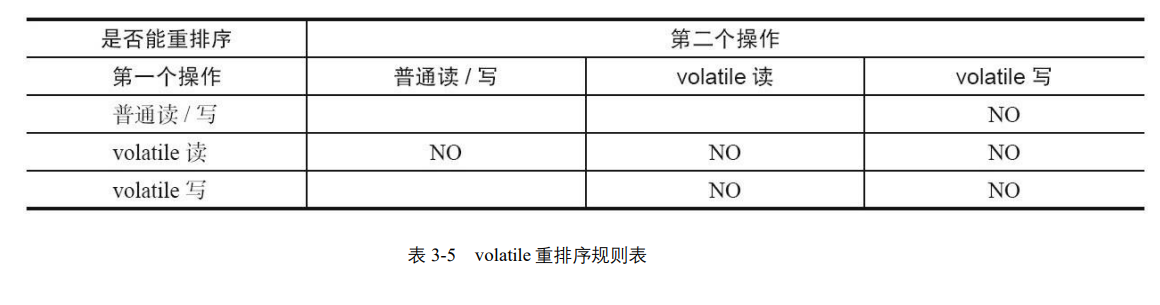 是否能重排序 第二个操作
第一个操作 普通读 / 写 volatile 读 volatile 写
普通读 / 写 NO
volatile 读 NO NO NO
volatile 写 NO NO
表 3-5 volatile 重排序规则表